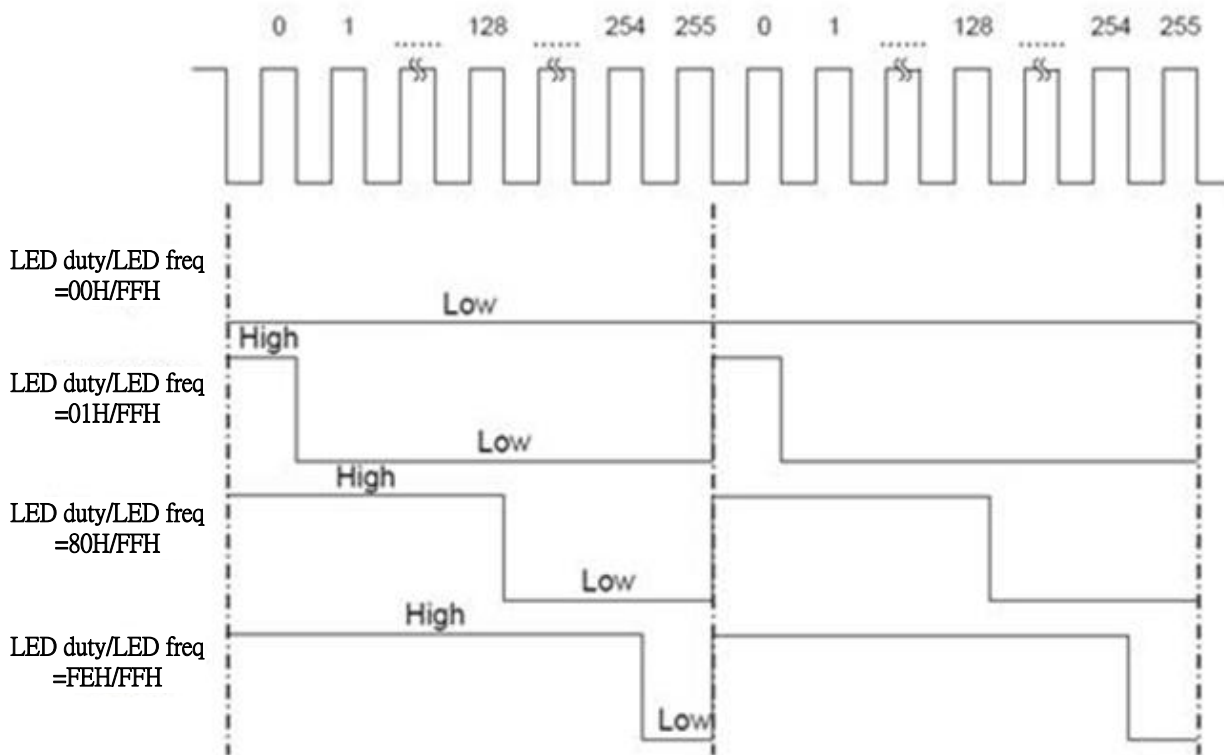 0 1 ...... 128 ...... 254 255 0 1 ...... 128 ...... 254 255
LED duty/LED freq
=00H/FFH
Low
High
LED duty/LED freq
=01H/FFH
Low
High
LED duty/LED freq
=80H/FFH
Low
High
LED duty/LED freq
=FEH/FFH
Low